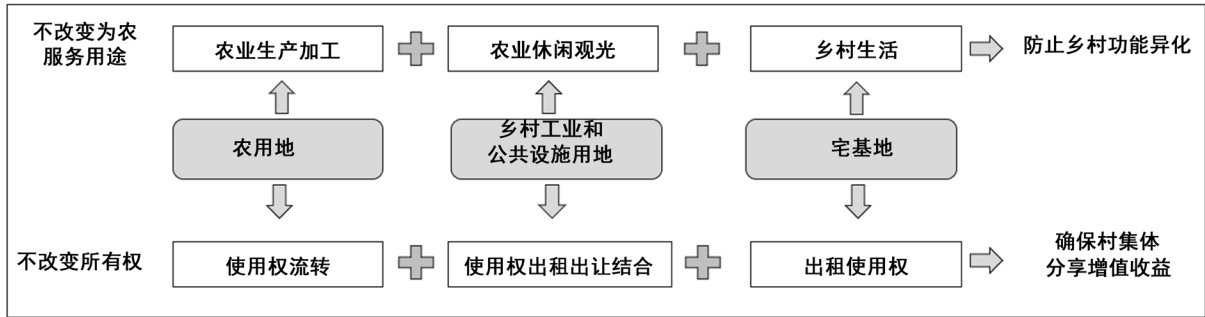 不改变为农
服务用途
农业生产加工
农业休闲观光
乡村生活
防止乡村功能异化
农用地
乡村工业和
公共设施用地
宅基地
不改变所有权
使用权流转
使用权出租出让结合
出租使用权
确保村集体
分享增值收益